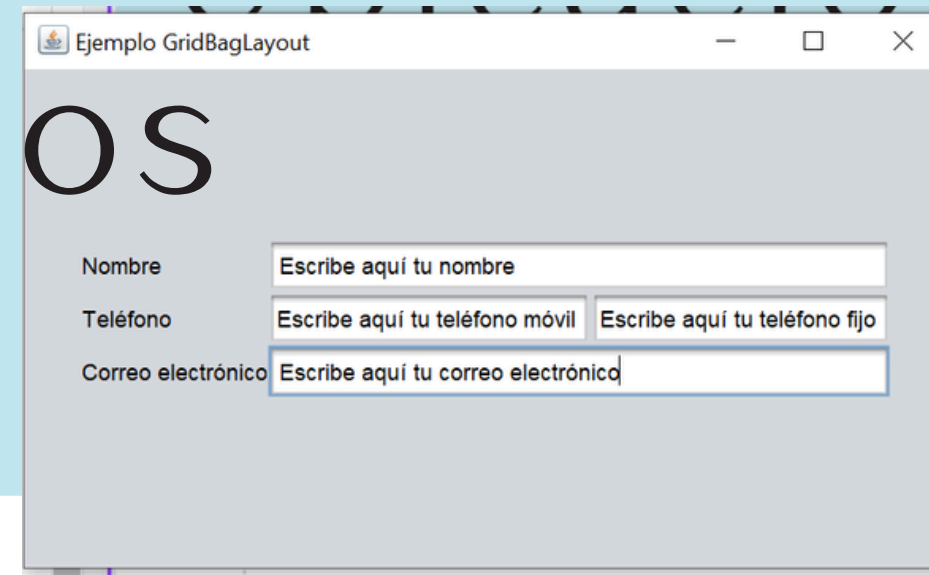 Ejemplo GridBagLayout
os
Nombre Escribe aquí tu nombre
Teléfono Escribe aquí tu teléfono móvil Escribe aquí tu teléfono fijo
Correo electrónico Escribe aquí tu correo electrónico